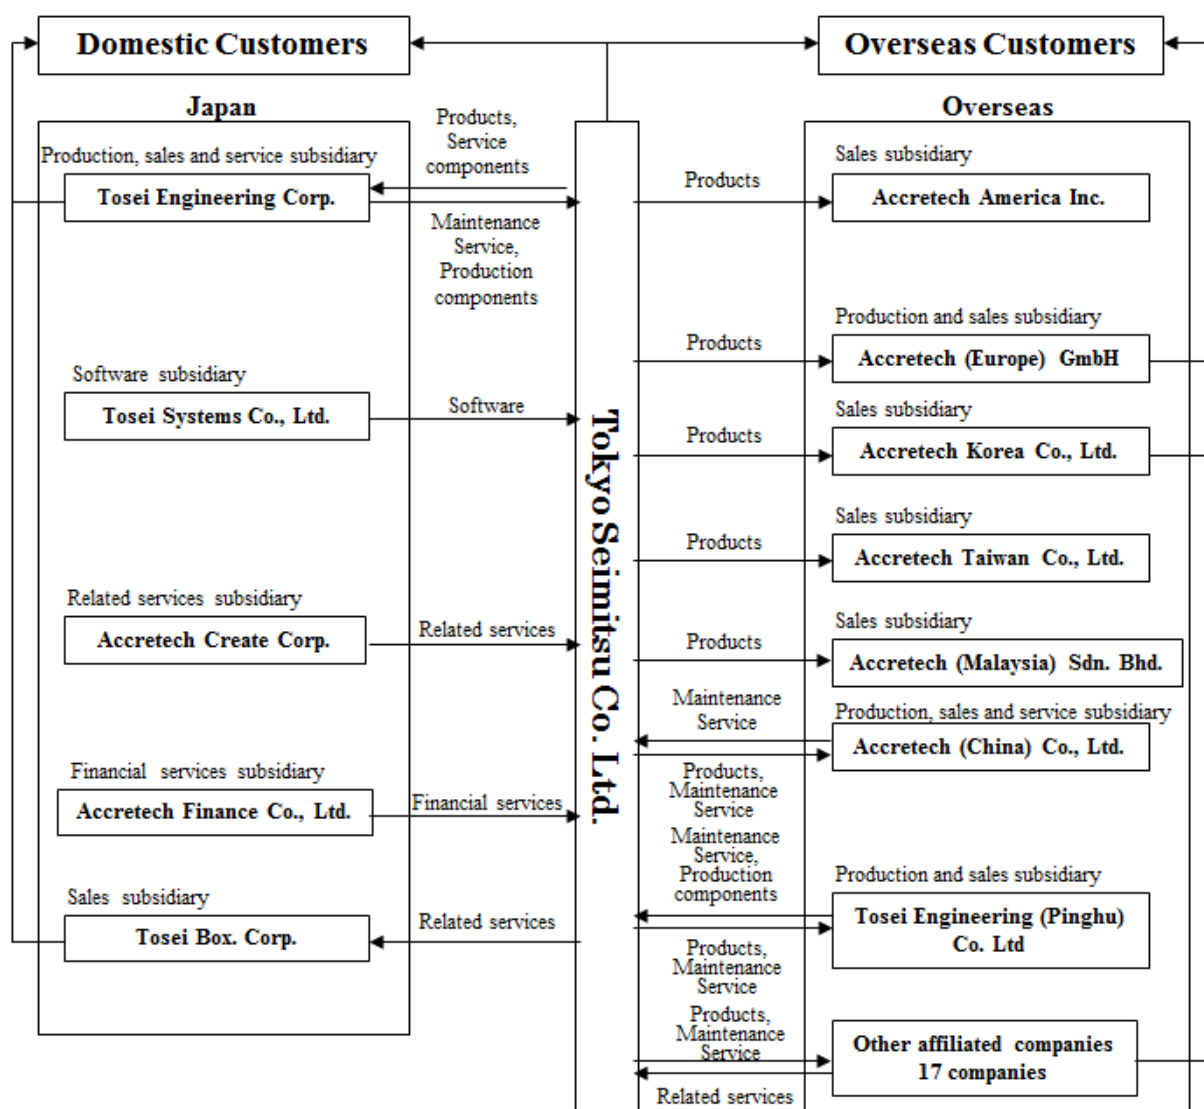 Domestic Customers
Overseas Customers
Japan
Production, sales and service subsidiary
Tosei Engineering Corp.
Software subsidiary
Tosei Systems Co., Ltd.
Related services subsidiary
Accretech Create Corp.
Financial services subsidiary
Accretech Finance Co., Ltd.
Sales subsidiary
Tosei Box. Corp.
Products,
Service
components
Maintenance
Service,
Production
components
Software
Related services
Financial services
Related services
Tokyo Seimitsu Co. Ltd.
Products
Products
Products
Products
Products
Maintenance
Service
Products,
Maintenance
Service
Maintenance
Service,
Production
components
Products,
Maintenance
Service
Products,
Maintenance
Service
Related services
Overseas
Sales subsidiary
Accretech America Inc.
Production and sales subsidiary
Accretech (Europe) GmbH
Sales subsidiary
Accretech Korea Co., Ltd.
Sales subsidiary
Accretech Taiwan Co., Ltd.
Sales subsidiary
Accretech (Malaysia) Sdn. Bhd.
Production, sales and service subsidiary
Accretech (China) Co., Ltd.
Production and sales subsidiary
Tosei Engineering (Pinghu)
Co. Ltd
Other affiliated companies
17 companies